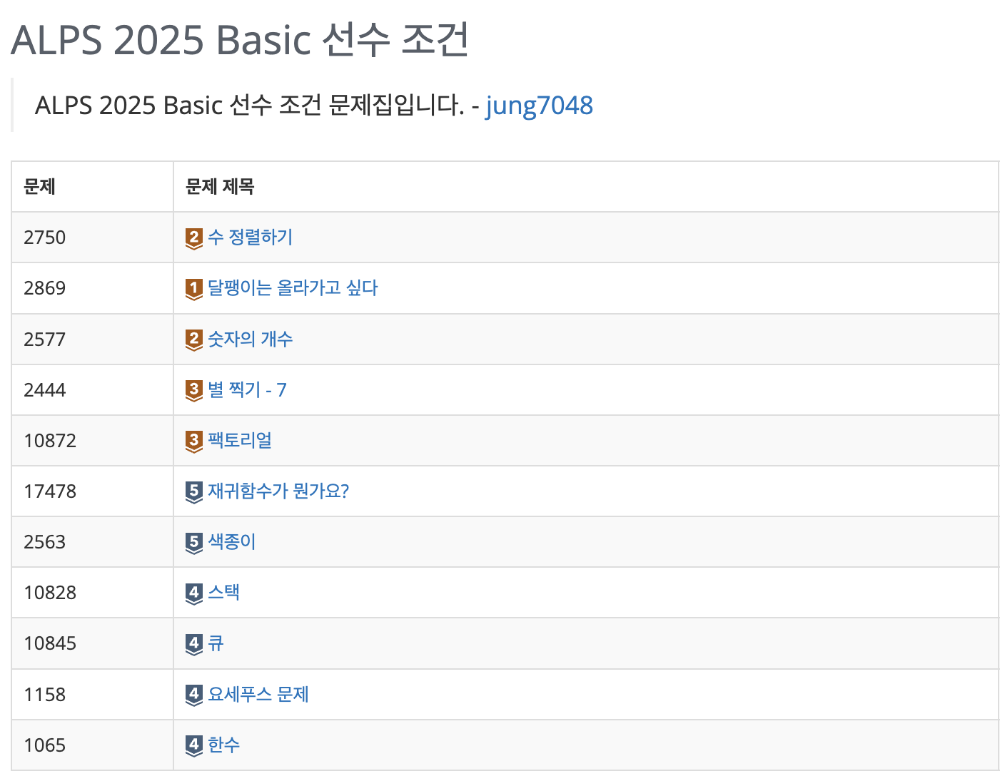 ALPS 2025 Basic 선수 조건
ALPS 2025 Basic 선수 조건 문제집입니다. - jung7048
문제 문제 제목
2750 2 수 정렬하기
2869 1 달팽이는 올라가고 싶다
2577 2 숫자의 개수
2444 3 별 찍기 - 7
10872 3 팩토리얼
17478 5 재귀함수가 뭔가요?
2563 5 색종이
10828 4 스택
10845 4 큐
1158 4 요세푸스 문제
1065 4 한수